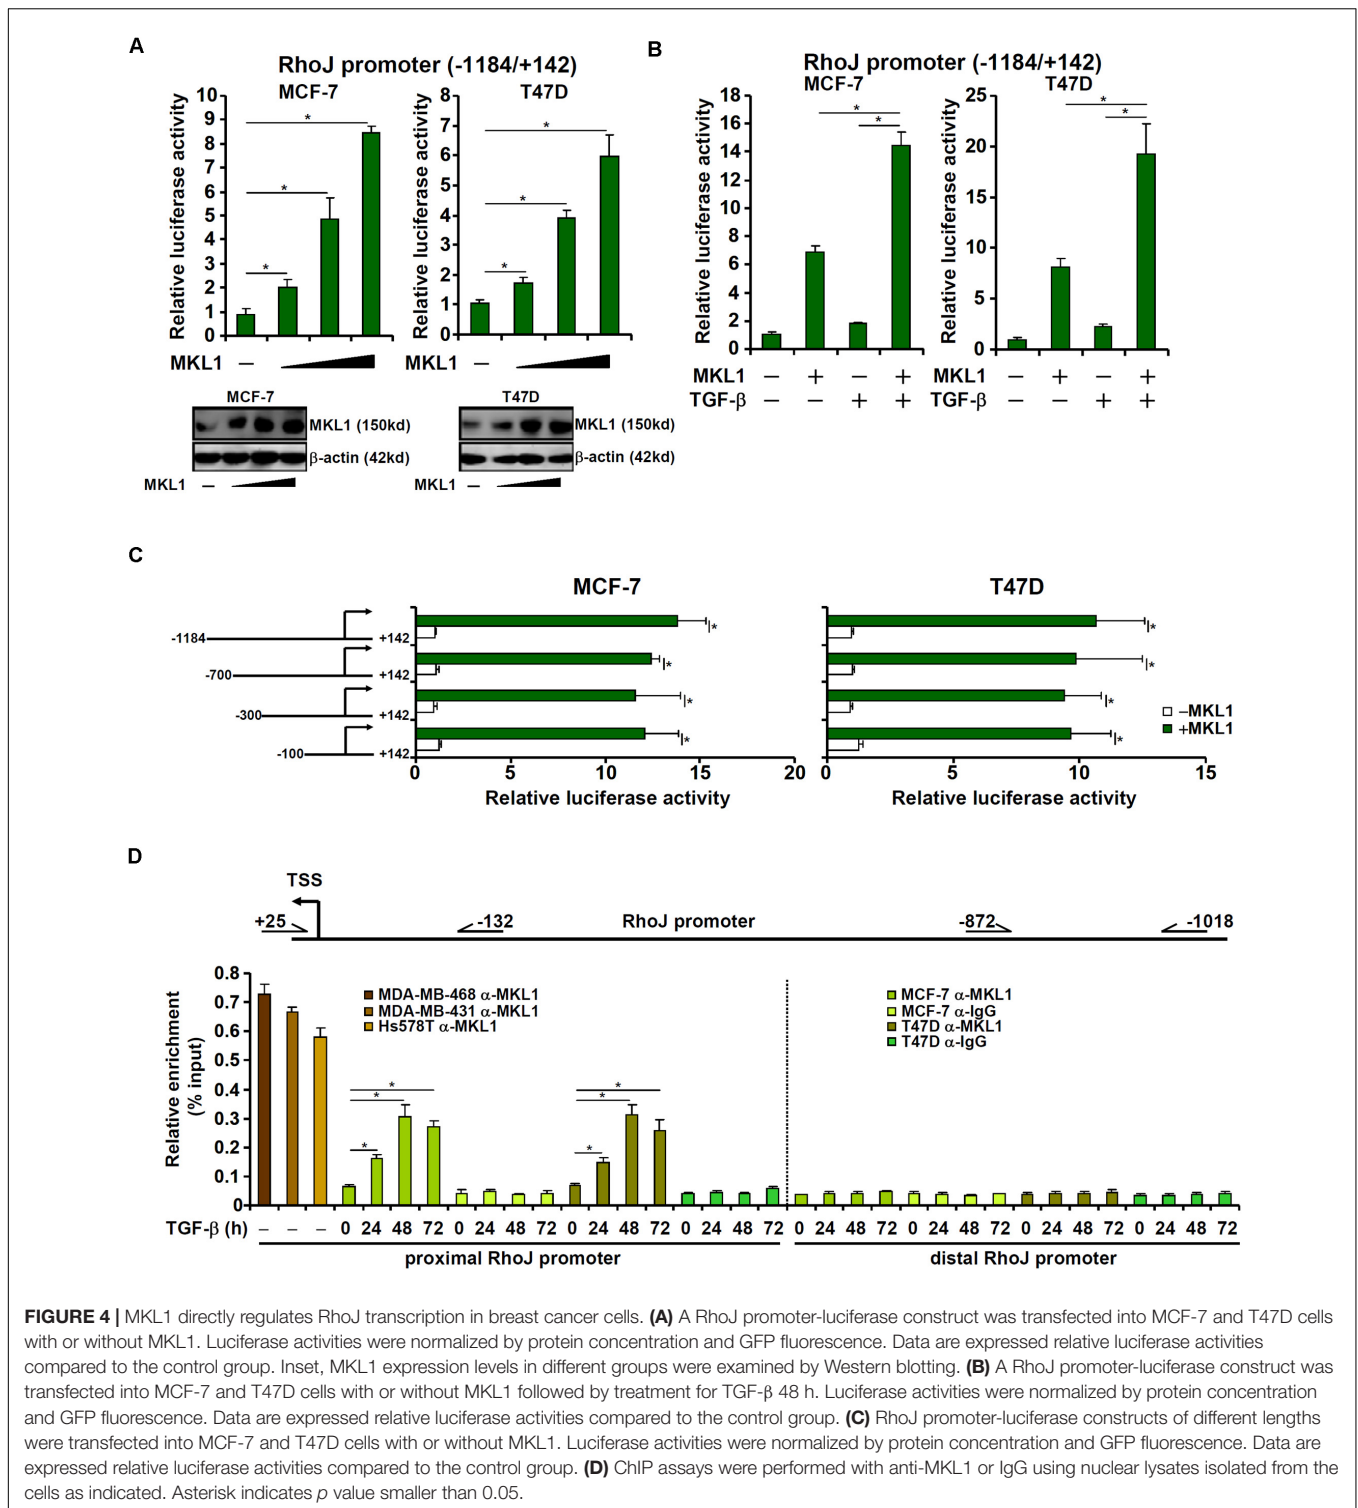 A
RhoJ promoter (-1184/+142)
MCF-7
T47D
Relative luciferase activity
10
9
8
7
6
5
4
3
2
1
0
*
*
*
MKL1 –
Relative luciferase activity
8
7
6
5
4
3
2
1
0
*
*
*
MKL1 –
MCF-7
MKL1 (150kd)
β-actin (42kd)
MKL1 –
T47D
MKL1 (150kd)
β-actin (42kd)
MKL1 –
B
RhoJ promoter (-1184/+142)
MCF-7
T47D
Relative luciferase activity
18
16
14
12
10
8
6
4
2
0
*
*
MKL1 – + – +
TGF-β – – + +
Relative luciferase activity
25
20
15
10
5
0
*
*
MKL1 – + – +
TGF-β – – + +
C
MCF-7
T47D
-1184 +142
-700 +142
-300 +142
-100 +142
*
*
*
*
0 5 10 15 20
Relative luciferase activity
*
*
*
*
–MKL1
+MKL1
0 5 10 15
Relative luciferase activity
D
TSS
+25 -132 RhoJ promoter -872 -1018
Relative enrichment
(% input)
0.8
0.7
0.6
0.5
0.4
0.3
0.2
0.1
0
MDA-MB-468 α-MKL1
MDA-MB-431 α-MKL1
Hs578T α-MKL1
MCF-7 α-MKL1
MCF-7 α-IgG
T47D α-MKL1
T47D α-IgG
*
*
*
*
*
*
TGF-β (h) – – – 0 24 48 72 0 24 48 72 0 24 48 72 0 24 48 72 0 24 48 72 0 24 48 72 0 24 48 72 0 24 48 72
proximal RhoJ promoter
distal RhoJ promoter
FIGURE 4 | MKL1 directly regulates RhoJ transcription in breast cancer cells. (A) A RhoJ promoter-luciferase construct was transfected into MCF-7 and T47D cells
with or without MKL1. Luciferase activities were normalized by protein concentration and GFP fluorescence. Data are expressed relative luciferase activities
compared to the control group. Inset, MKL1 expression levels in different groups were examined by Western blotting. (B) A RhoJ promoter-luciferase construct was
transfected into MCF-7 and T47D cells with or without MKL1 followed by treatment for TGF-β 48 h. Luciferase activities were normalized by protein concentration
and GFP fluorescence. Data are expressed relative luciferase activities compared to the control group. (C) RhoJ promoter-luciferase constructs of different lengths
were transfected into MCF-7 and T47D cells with or without MKL1. Luciferase activities were normalized by protein concentration and GFP fluorescence. Data are
expressed relative luciferase activities compared to the control group. (D) ChIP assays were performed with anti-MKL1 or IgG using nuclear lysates isolated from the
cells as indicated. Asterisk indicates p value smaller than 0.05.